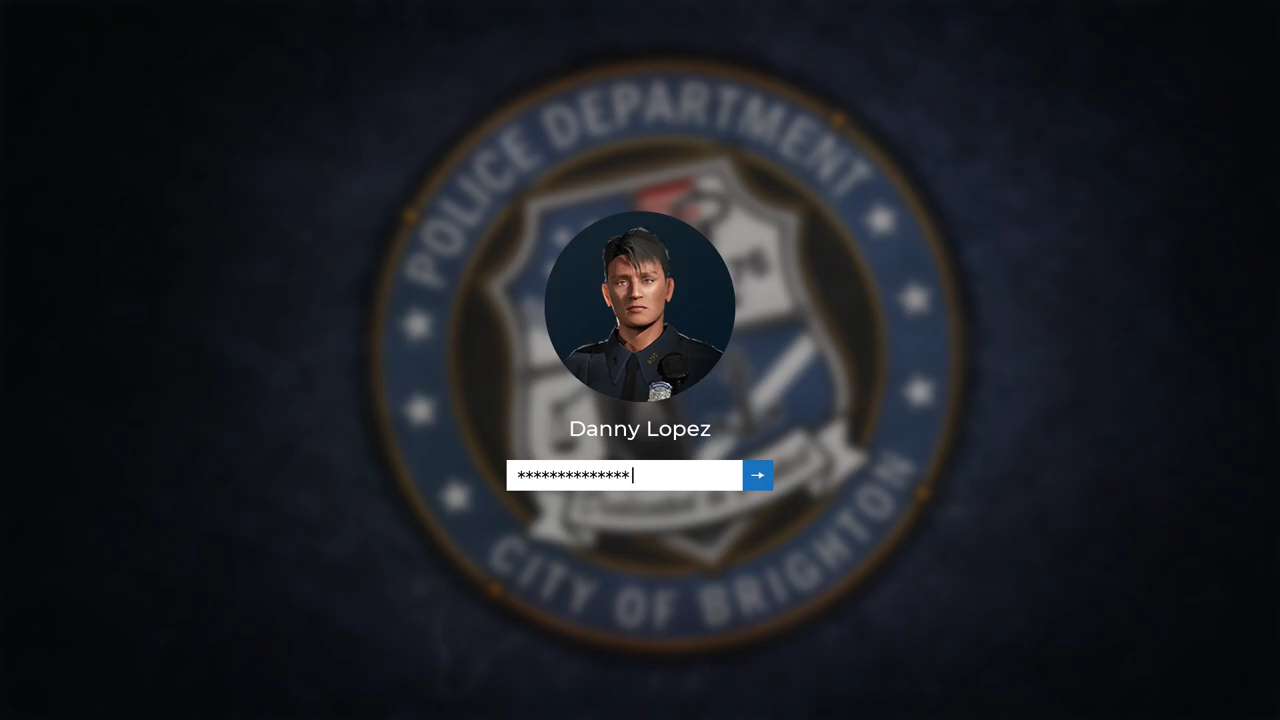 POLICE DEPARTMENT
Danny Lopez
**************
CITY OF BRIGHTON